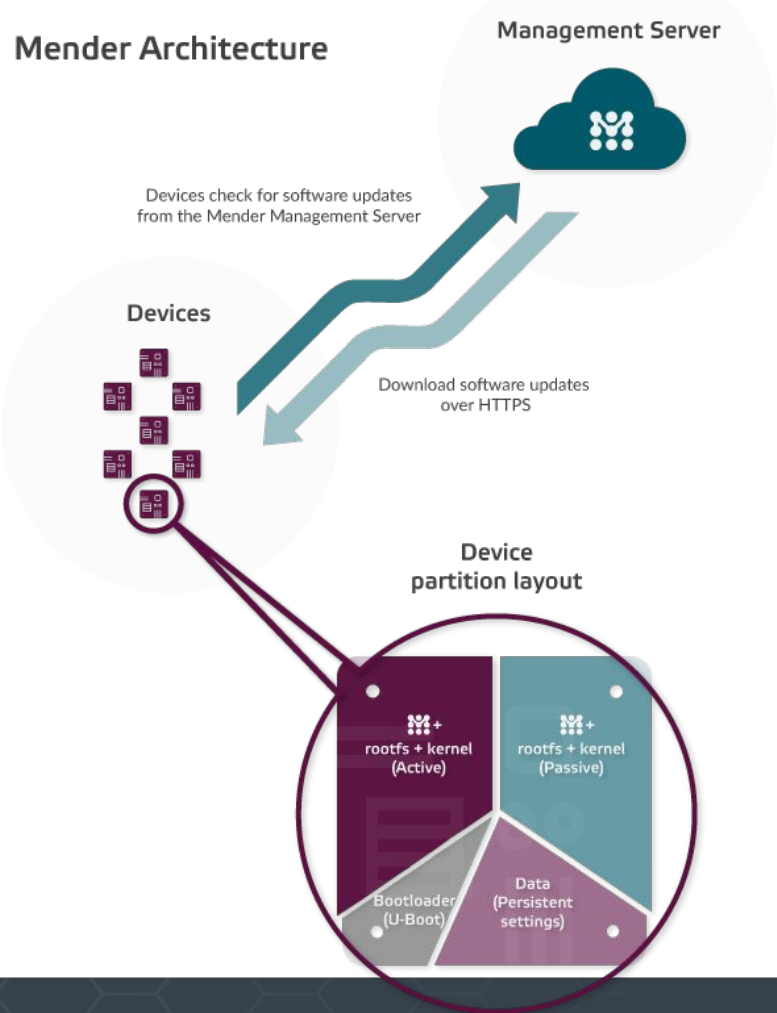 Mender Architecture
Management Server
Devices check for software updates
from the Mender Management Server
Devices
Download software updates
over HTTPS
Device
partition layout
+
rootfs + kernel
(Active)
+
rootfs + kernel
(Passive)
Bootloader
(U-Boot)
Data
(Persistent
settings)